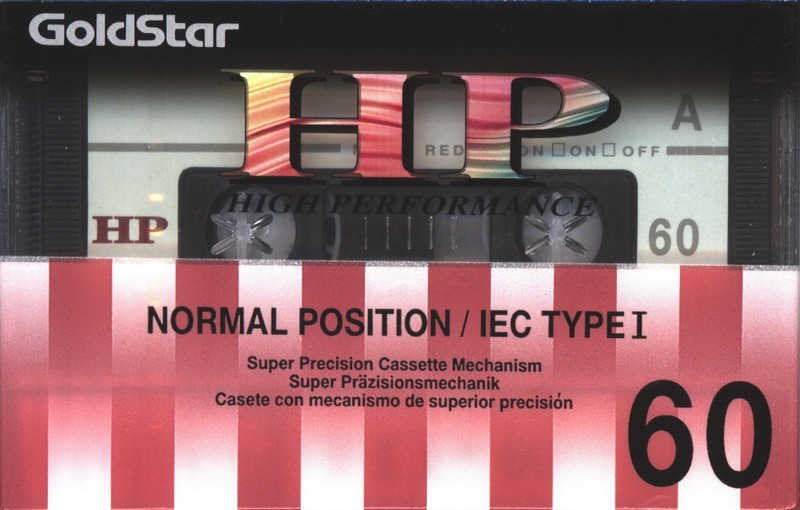 GoldStar
HP
A
RED ON □ ON □ OFF
HIGH PERFORMANCE
HP
60
NORMAL POSITION / IEC TYPE I
Super Precision Cassette Mechanism
Super Präzisionsmechanik
Casete con mecanismo de superior precisión
60